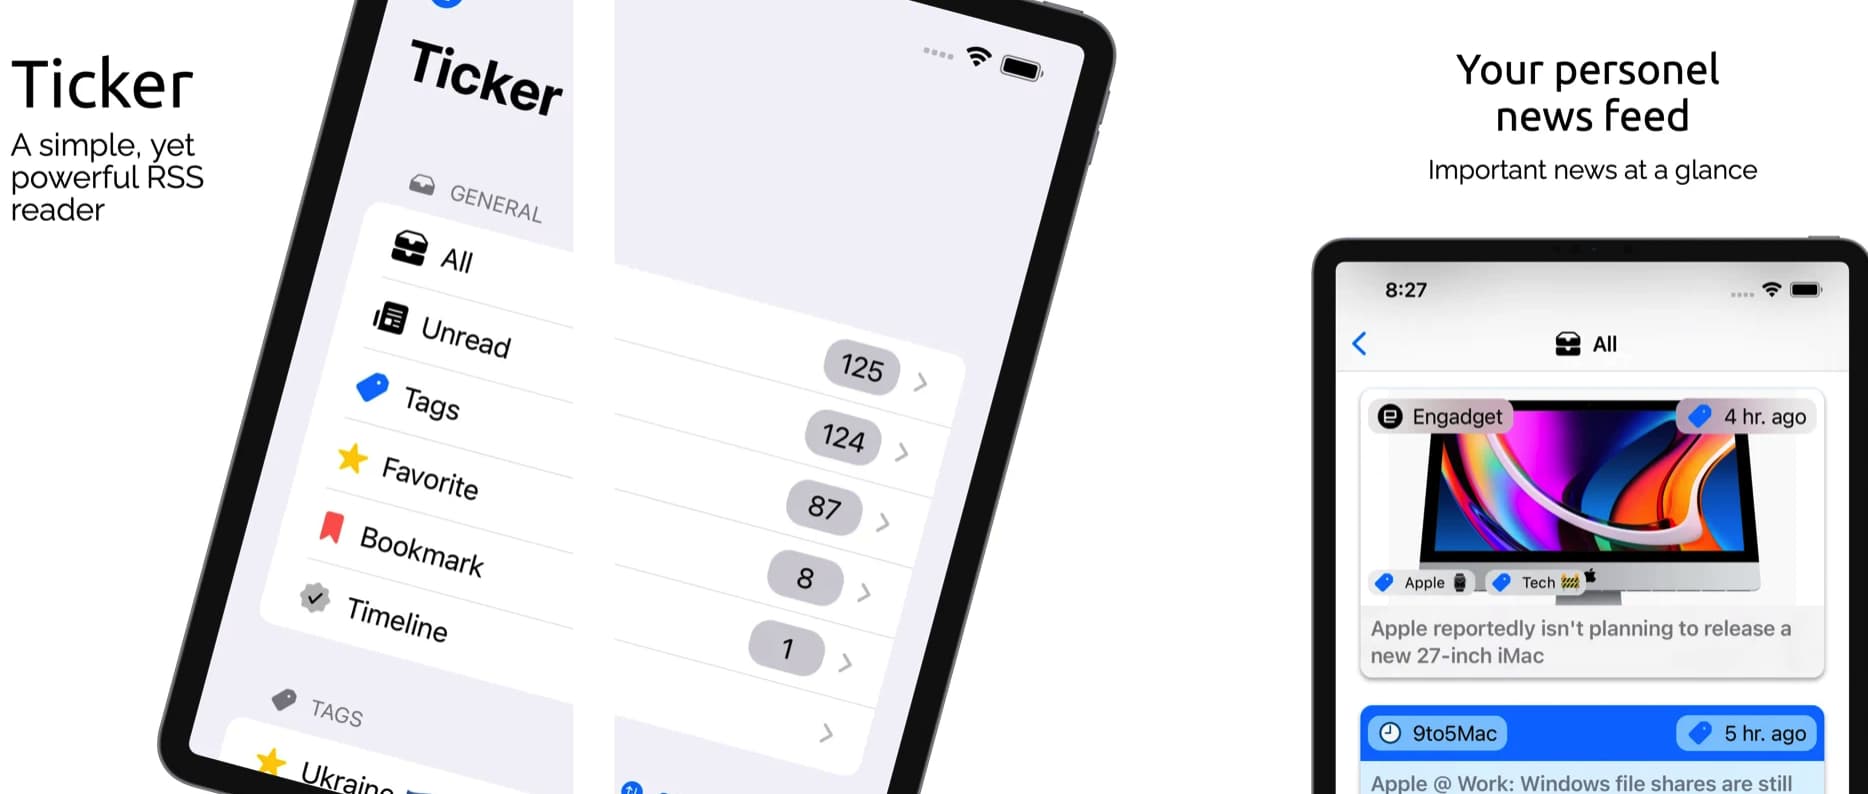 Ticker
A simple, yet
powerful RSS
reader
Ticker
GENERAL
All
125
Unread
124
Tags
87
Favorite
8
Bookmark
1
Timeline
TAGS
Ukraine
Your personel
news feed
Important news at a glance
8:27
All
Engadget
4 hr. ago
Apple
Tech
Apple reportedly isn't planning to release a
new 27-inch iMac
9to5Mac
5 hr. ago
Apple @ Work: Windows file shares are still